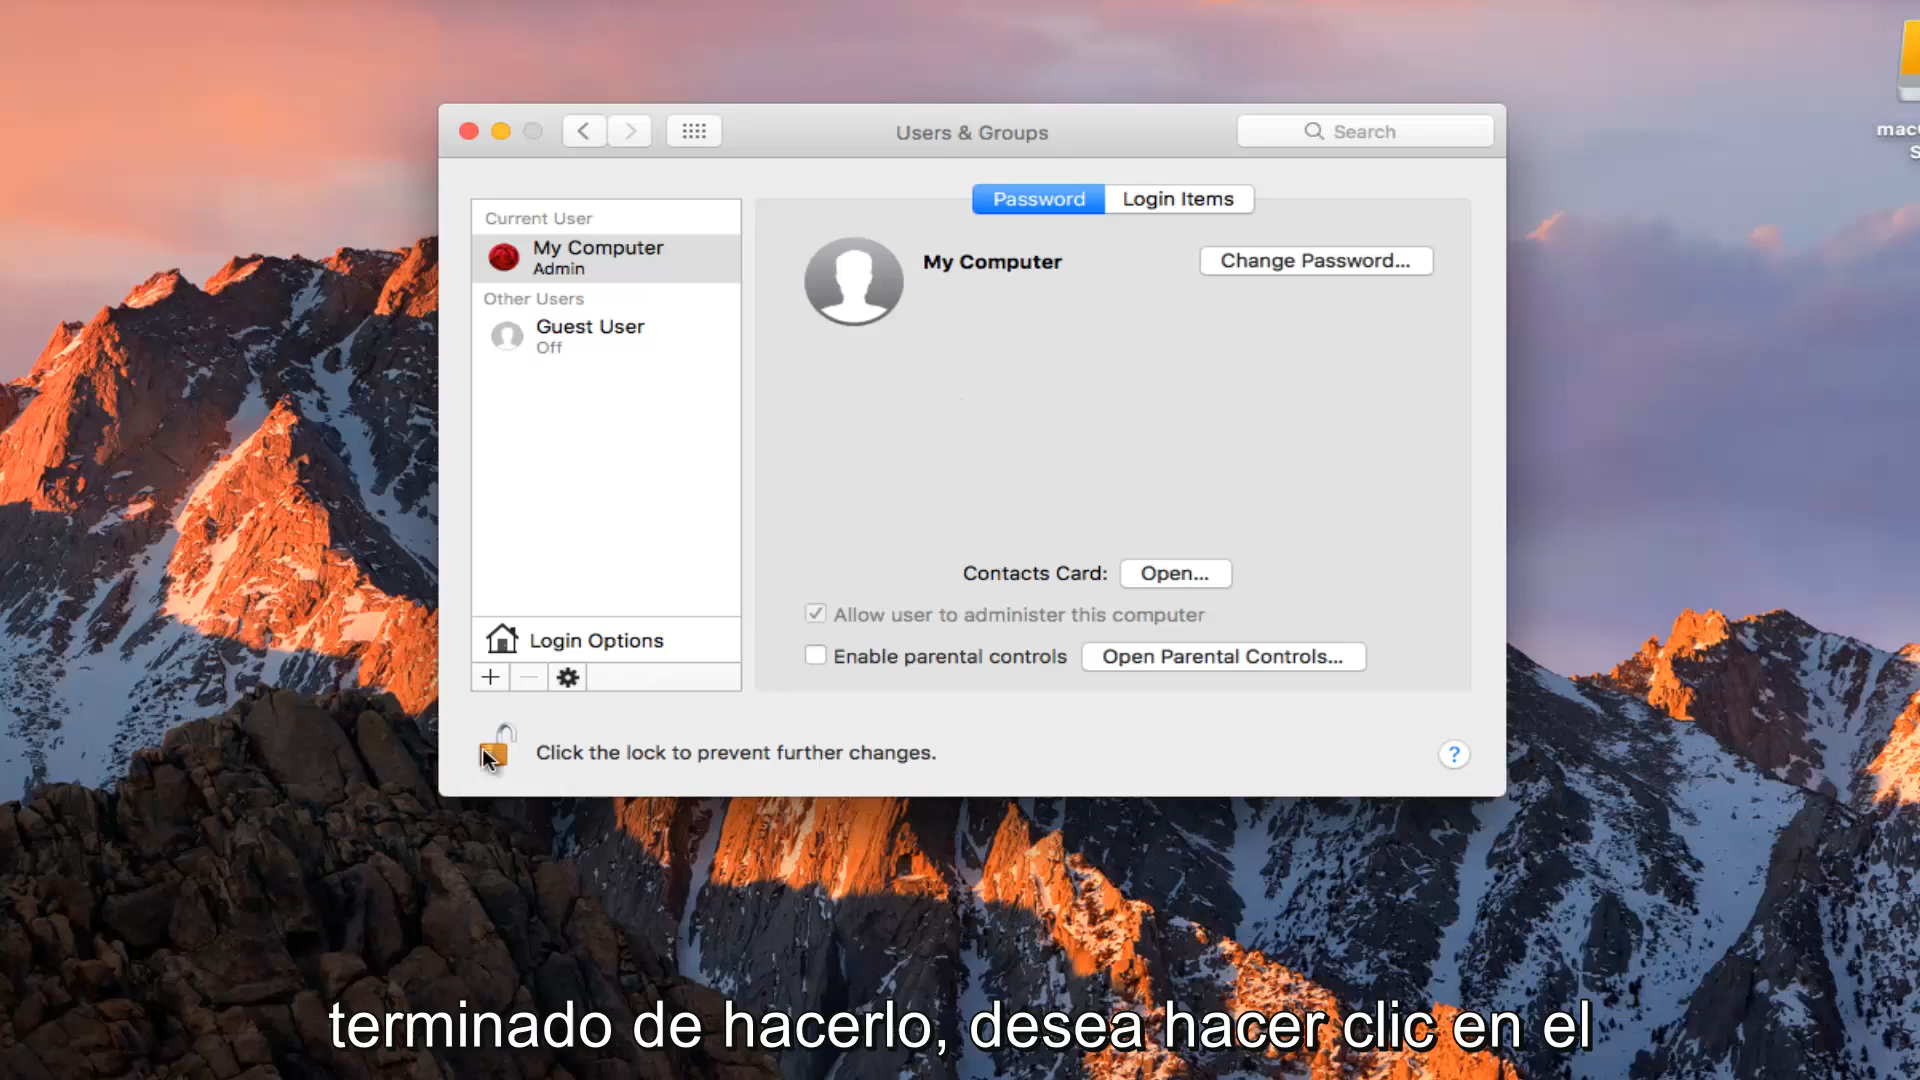 Users & Groups
Search
Password
Login Items
Current User
My Computer
Admin
Other Users
Guest User
Off
Login Options
My Computer
Change Password...
Contacts Card:
Open...
Allow user to administer this computer
Enable parental controls
Open Parental Controls...
Click the lock to prevent further changes.
?
terminado de hacerlo, desea hacer clic en el